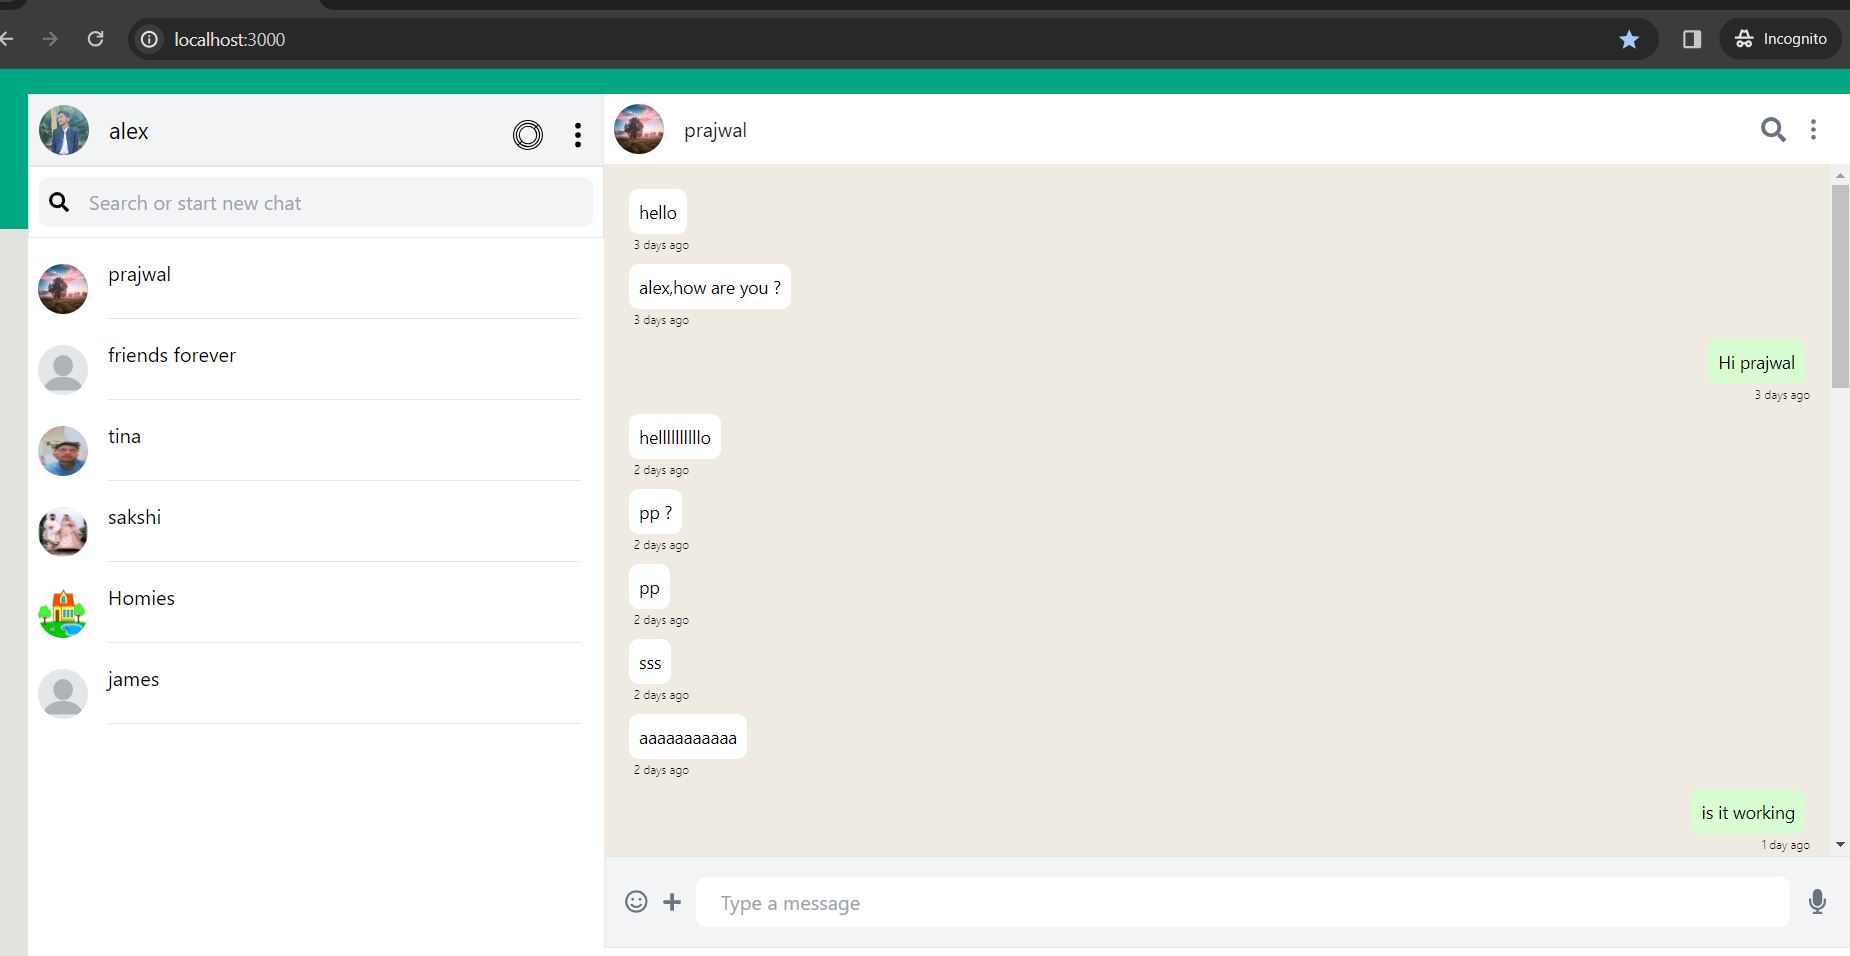 localhost:3000
Incognito
alex
Search or start new chat
prajwal
friends forever
tina
sakshi
Homies
james
prajwal
hello
3 days ago
alex,how are you ?
3 days ago
Hi prajwal
3 days ago
hellllllllllo
2 days ago
pp ?
2 days ago
pp
2 days ago
sss
2 days ago
aaaaaaaaaaa
2 days ago
is it working
1 day ago
Type a message